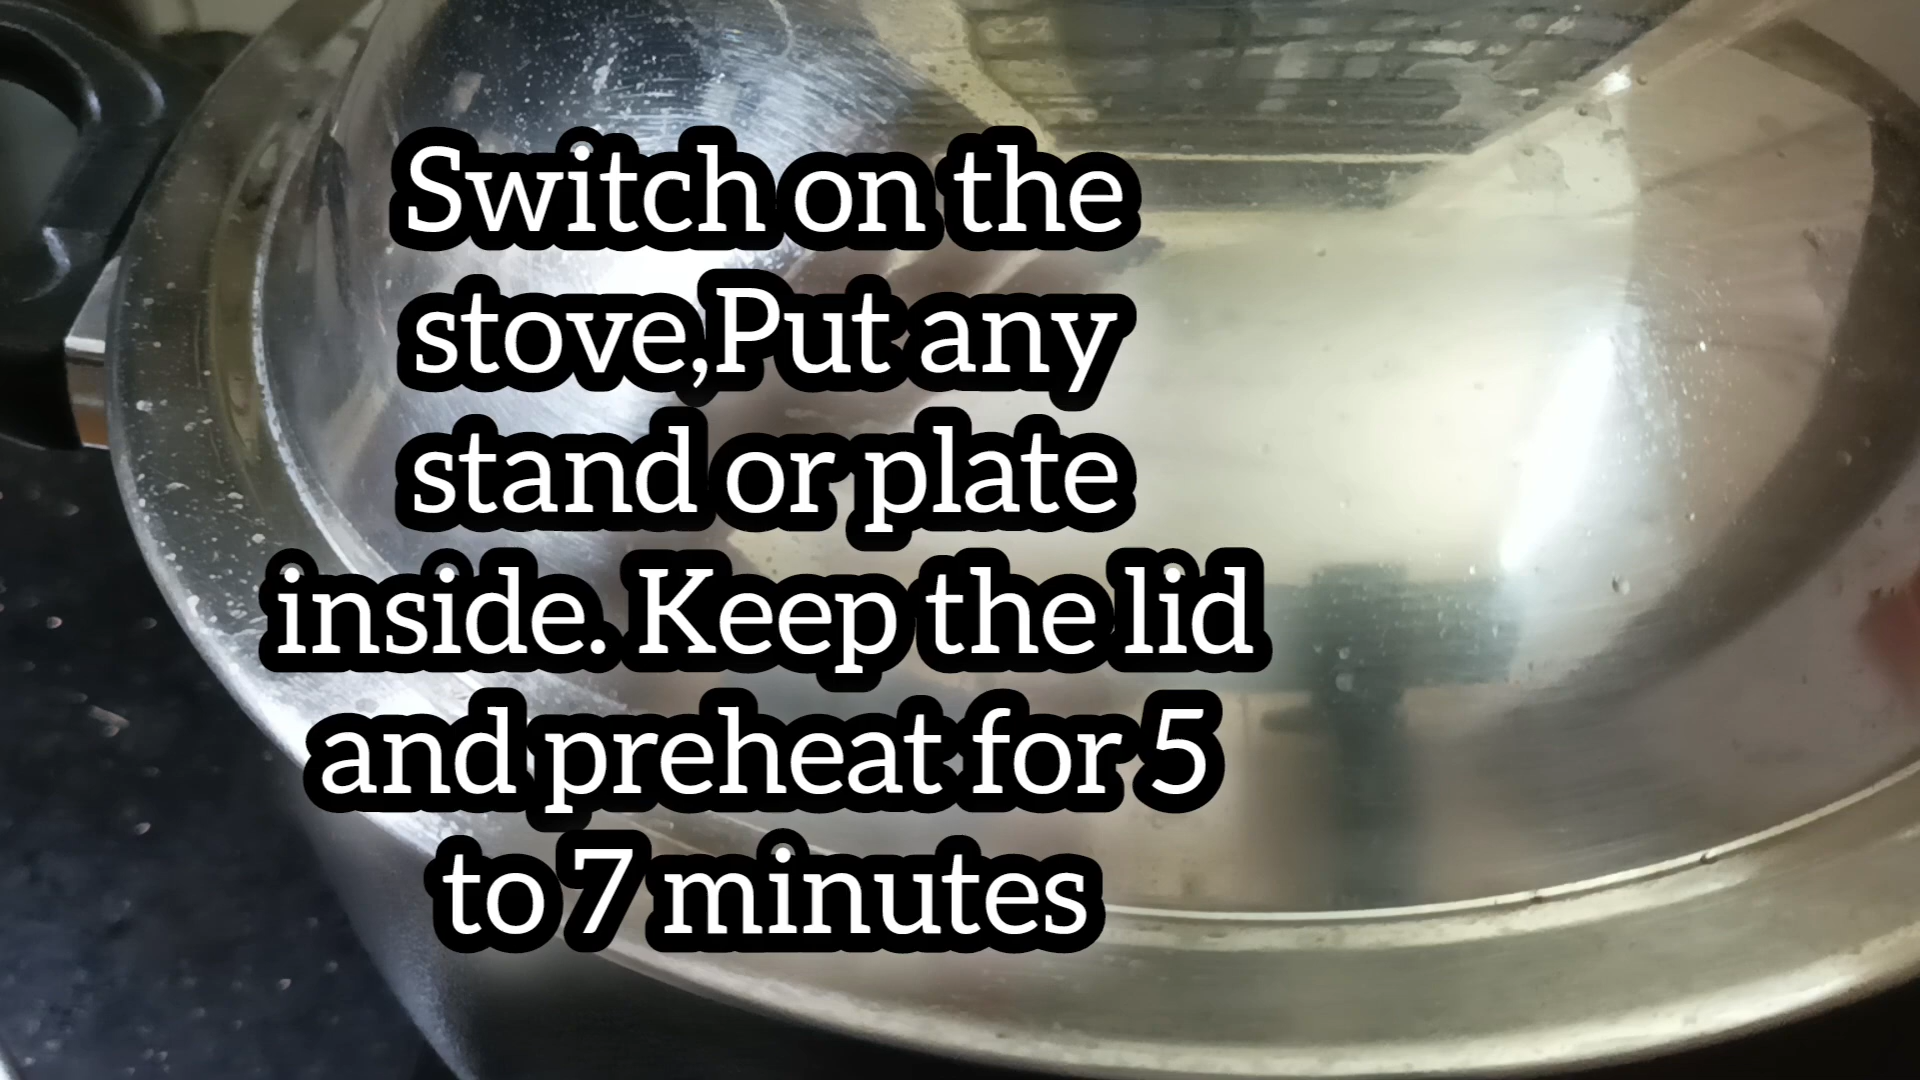 Switch on the
stove,Put any
stand or plate
inside. Keep the lid
and preheat for 5
to 7 minutes